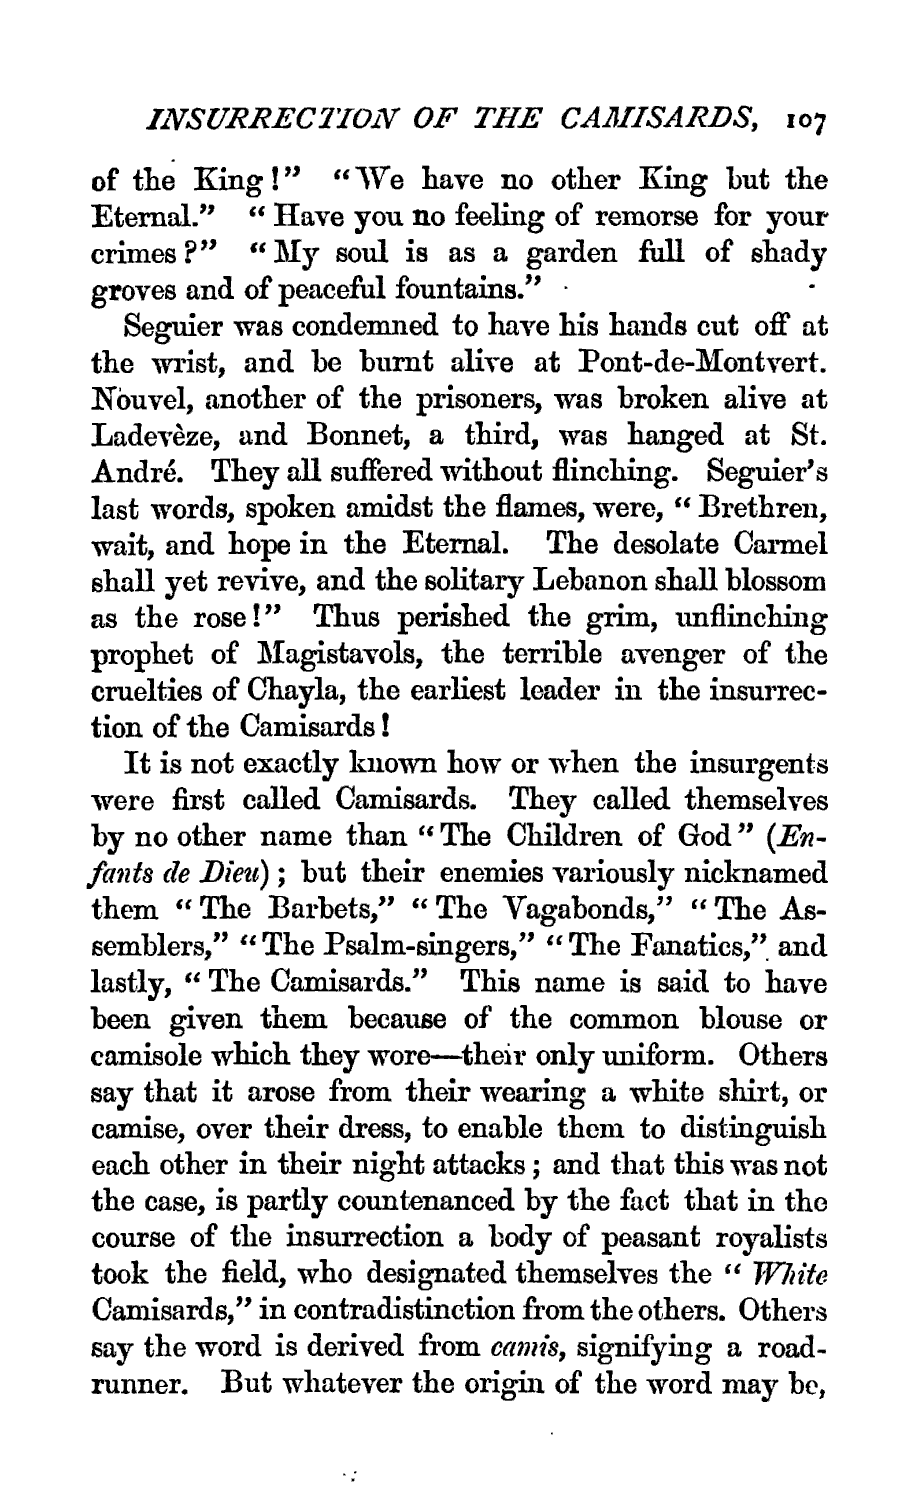 INSURRECTION OF THE CAMISARDS, 107
of the King!" "We have no other King but the
Eternal." "Have you no feeling of remorse for your
crimes?" "My soul is as a garden full of shady
groves and of peaceful fountains."
Seguier was condemned to have his hands cut off at
the wrist, and be burnt alive at Pont-de-Montvert.
Nouvel, another of the prisoners, was broken alive at
Ladevèze, and Bonnet, a third, was hanged at St.
André. They all suffered without flinching. Seguier's
last words, spoken amidst the flames, were, "Brethren,
wait, and hope in the Eternal. The desolate Carmel
shall yet revive, and the solitary Lebanon shall blossom
as the rose!" Thus perished the grim, unflinching
prophet of Magistavols, the terrible avenger of the
cruelties of Chayla, the earliest leader in the insurrec-
tion of the Camisards!
It is not exactly known how or when the insurgents
were first called Camisards. They called themselves
by no other name than "The Children of God" (En-
fants de Dieu); but their enemies variously nicknamed
them "The Barbets," "The Vagabonds," "The As-
semblers," "The Psalm-singers," "The Fanatics," and
lastly, "The Camisards." This name is said to have
been given them because of the common blouse or
camisole which they wore—their only uniform. Others
say that it arose from their wearing a white shirt, or
camise, over their dress, to enable them to distinguish
each other in their night attacks; and that this was not
the case, is partly countenanced by the fact that in the
course of the insurrection a body of peasant royalists
took the field, who designated themselves the "White
Camisards," in contradistinction from the others. Others
say the word is derived from camis, signifying a road-
runner. But whatever the origin of the word may be,